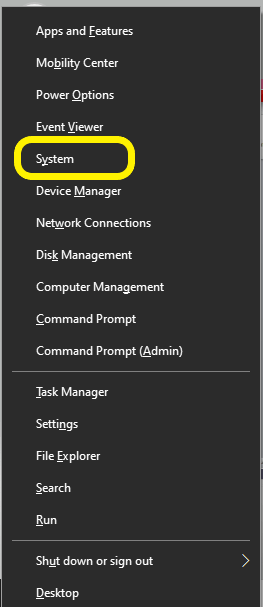 Apps and Features
Mobility Center
Power Options
Event Viewer
System
Device Manager
Network Connections
Disk Management
Computer Management
Command Prompt
Command Prompt (Admin)
Task Manager
Settings
File Explorer
Search
Run
Shut down or sign out
Desktop